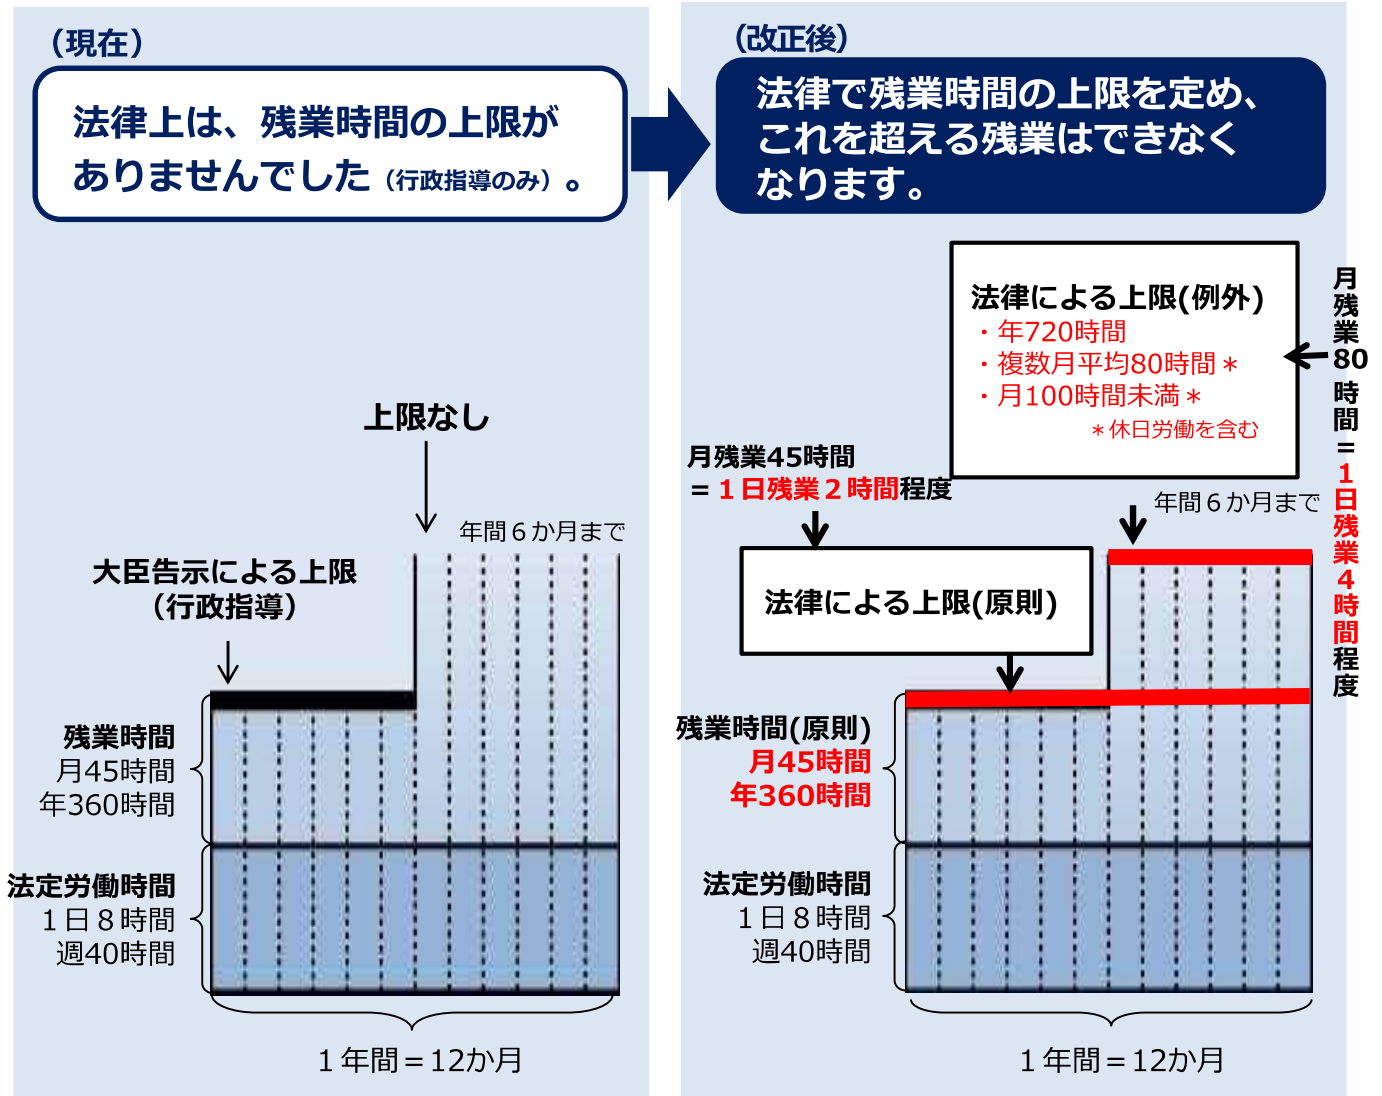 （現在）
法律上は、残業時間の上限が
ありませんでした（行政指導のみ）。
上限なし
年間６か月まで
大臣告示による上限
（行政指導）
残業時間
月45時間
年360時間
法定労働時間
１日８時間
週40時間
１年間＝12か月
（改正後）
法律で残業時間の上限を定め、
これを超える残業はできなく
なります。
法律による上限(例外)
・年720時間
・複数月平均80時間＊
・月100時間未満＊
＊休日労働を含む
月残業80時間＝１日残業４時間程度
月残業45時間
＝１日残業２時間程度
年間６か月まで
法律による上限(原則)
残業時間(原則)
月45時間
年360時間
法定労働時間
１日８時間
週40時間
１年間＝12か月